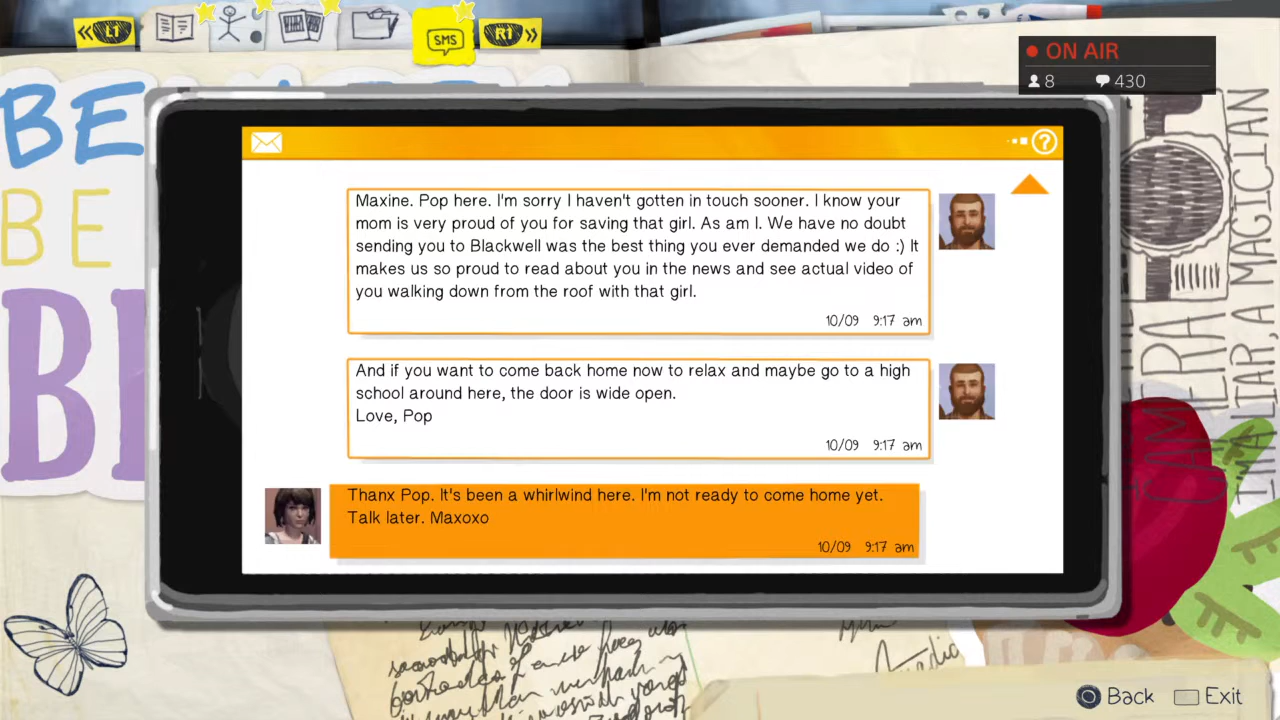 L1
SMS
R1
ON AIR
8 430
BE
BE
Maxine. Pop here. I'm sorry I haven't gotten in touch sooner. I know your
mom is very proud of you for saving that girl. As am I. We have no doubt
sending you to Blackwell was the best thing you ever demanded we do :) It
makes us so proud to read about you in the news and see actual video of
you walking down from the roof with that girl.
10/09 9:17 am
And if you want to come back home now to relax and maybe go to a high
school around here, the door is wide open.
Love, Pop
10/09 9:17 am
Thanx Pop. It's been a whirlwind here. I'm not ready to come home yet.
Talk later. Maxoxo
10/09 9:17 am
LIAR, A MAGICIAN
Back Exit